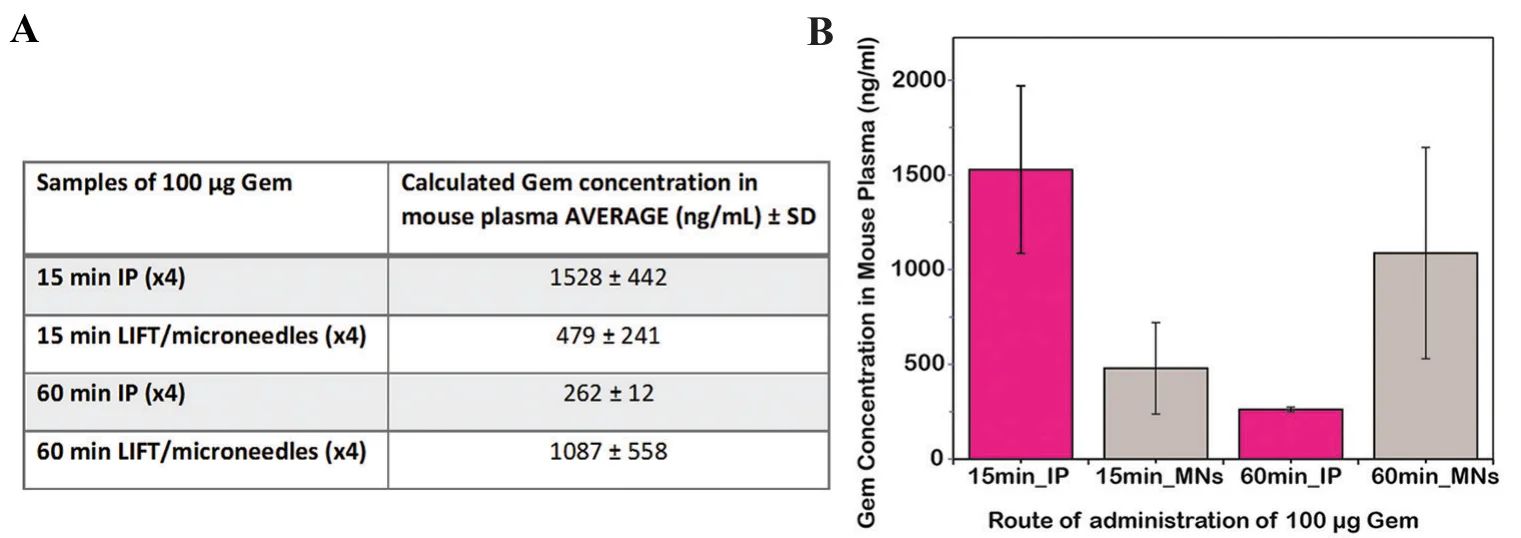 A
Samples of 100 µg Gem
Calculated Gem concentration in
mouse plasma AVERAGE (ng/mL) ± SD
15 min IP (x4)
1528 ± 442
15 min LIFT/microneedles (x4)
479 ± 241
60 min IP (x4)
262 ± 12
60 min LIFT/microneedles (x4)
1087 ± 558
B
Gem Concentration in Mouse Plasma (ng/ml)
2000
1500
1000
500
0
15min_IP
15min_MNs
60min_IP
60min_MNs
Route of administration of 100 µg Gem